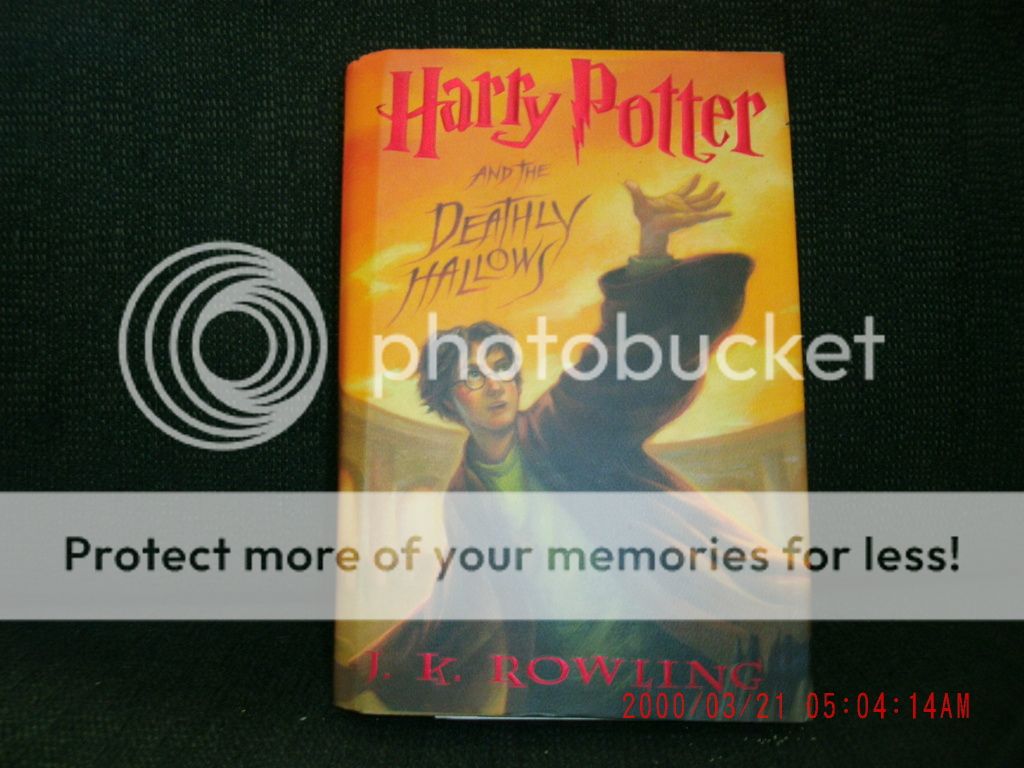 Harry Potter
AND THE
DEATHLY
HALLOWS
photobucket
Protect more of your memories for less!
J. K. ROWLING
2000/03/21 05:04:14AM